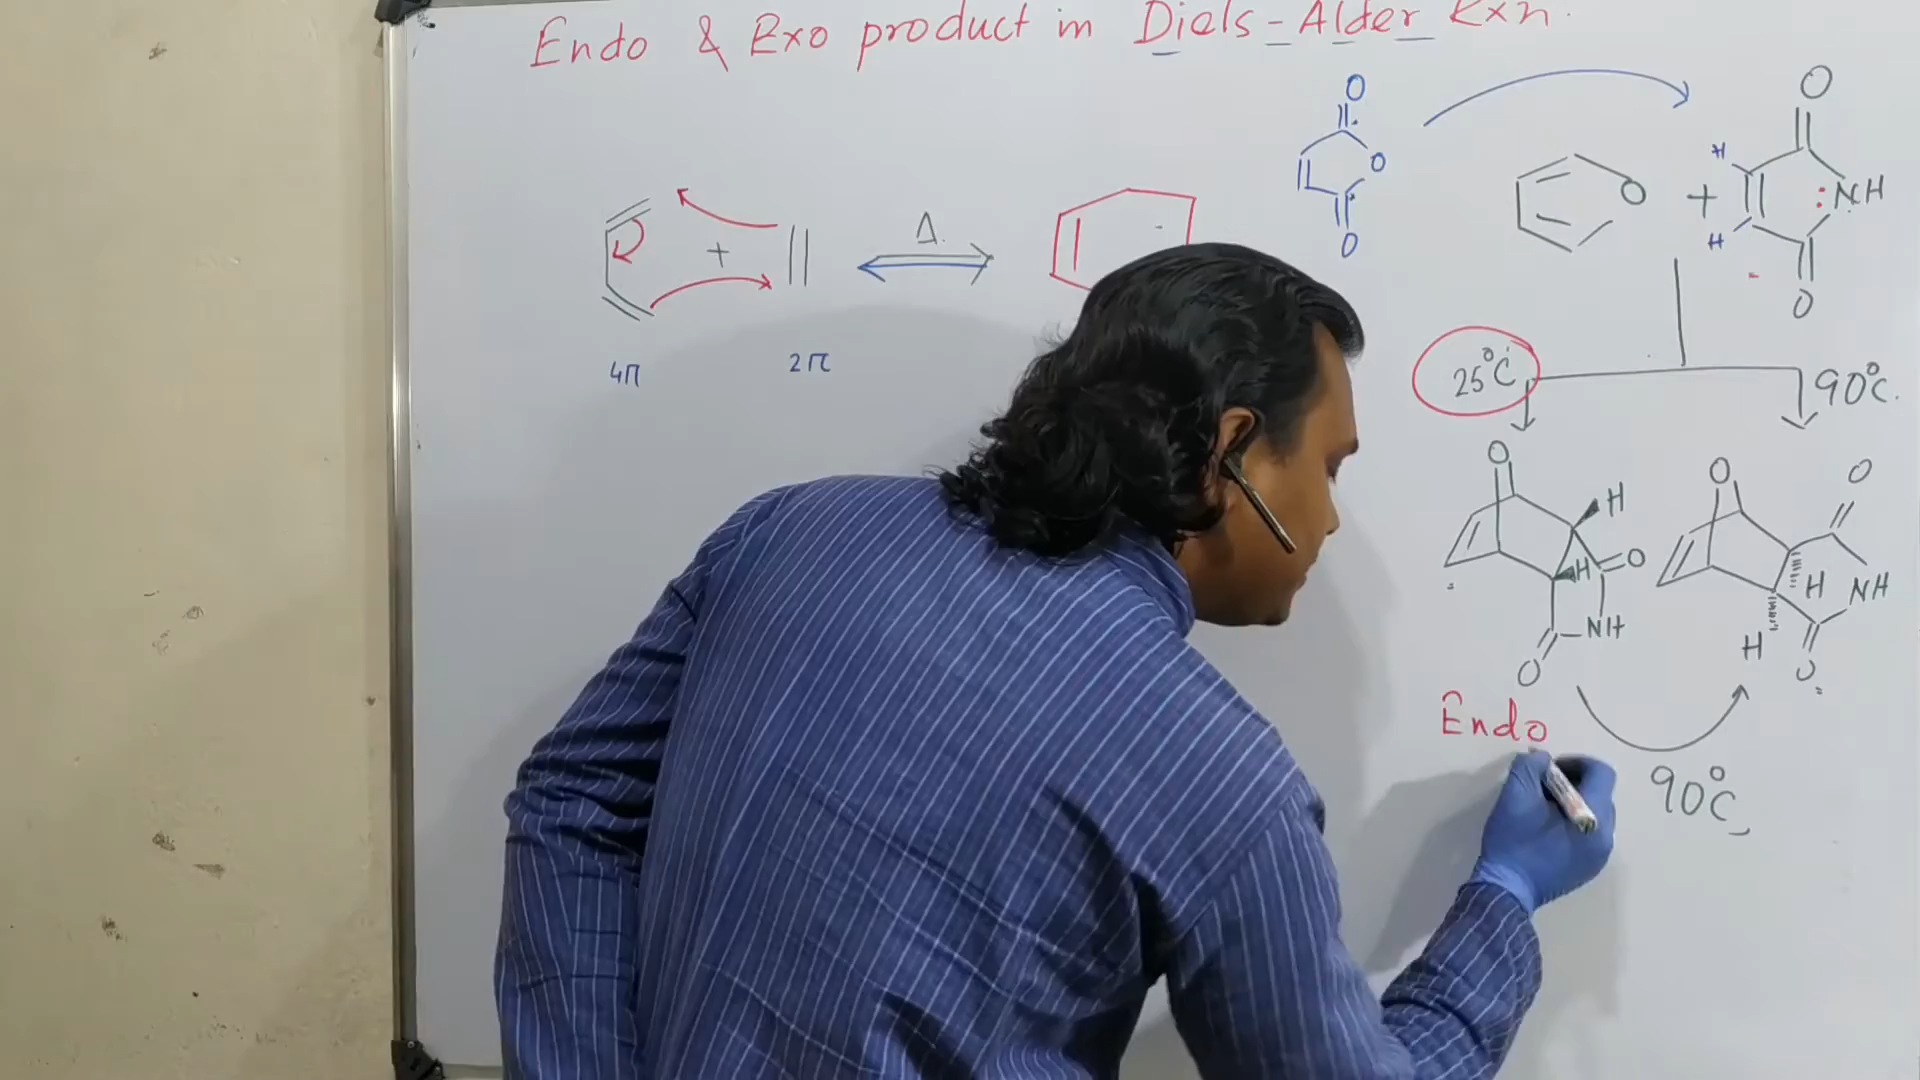 Endo & Exo product in Diels-Alder Rxn.
O
O
O
O
+
NH
H
H
O
+
Δ
4π
2π
25°C
90°C.
O
H
H
O
NH
O
O
O
H
NH
H
O
Endo
90°C